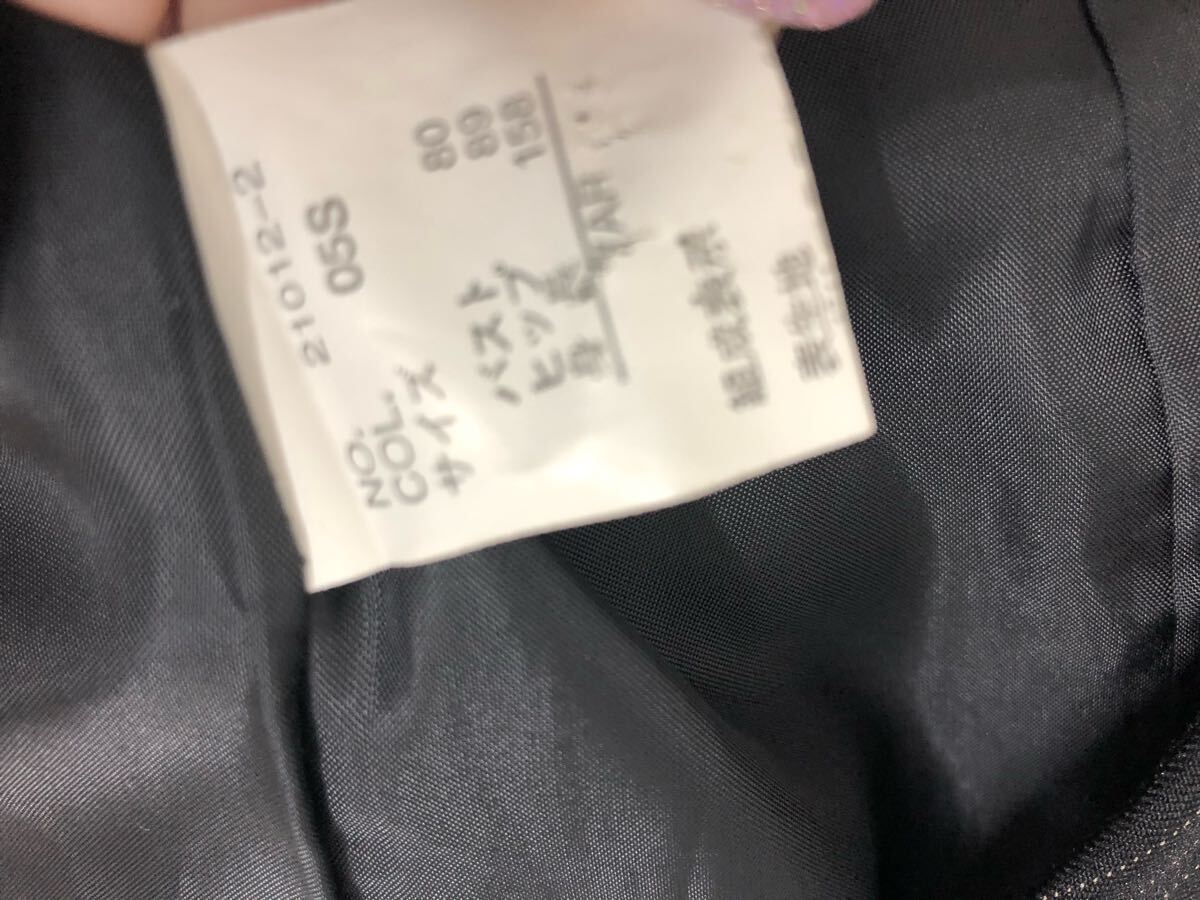 NO. 21012-2
COL. 05S
サイズ
バスト 80
ヒップ 89
身長 158
組成表示
表生地